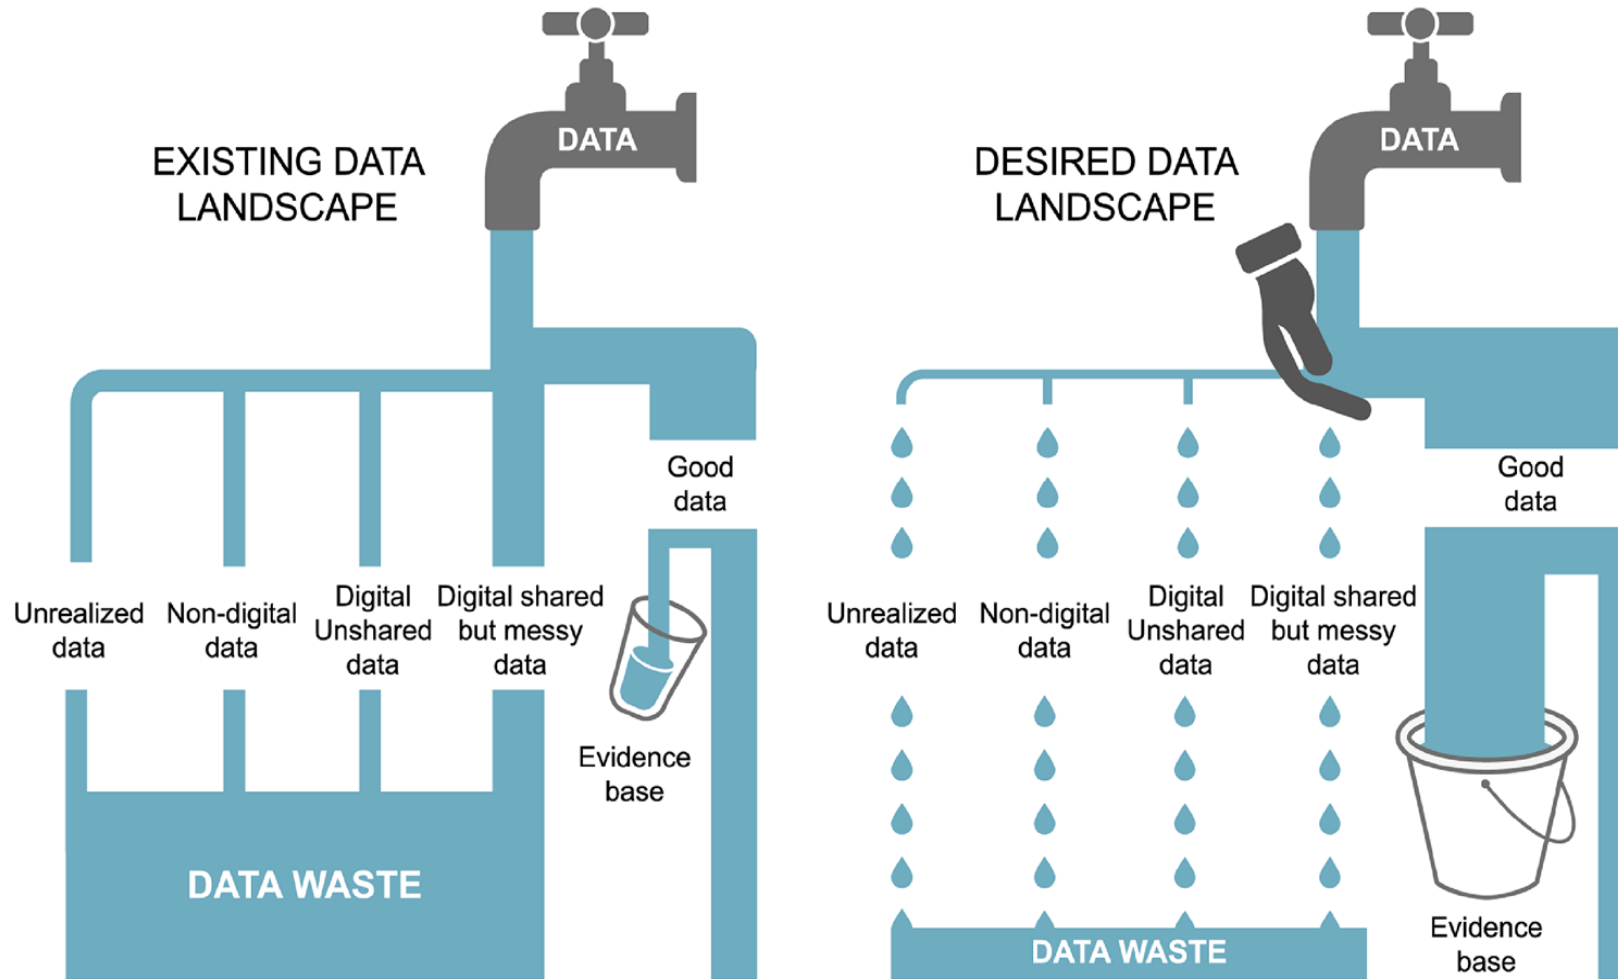 DATA
EXISTING DATA
LANDSCAPE
Good
data
Unrealized
data
Non-digital
data
Digital
Unshared
data
Digital shared
but messy
data
Evidence
base
DATA WASTE
DATA
DESIRED DATA
LANDSCAPE
Good
data
Unrealized
data
Non-digital
data
Digital
Unshared
data
Digital shared
but messy
data
Evidence
base
DATA WASTE